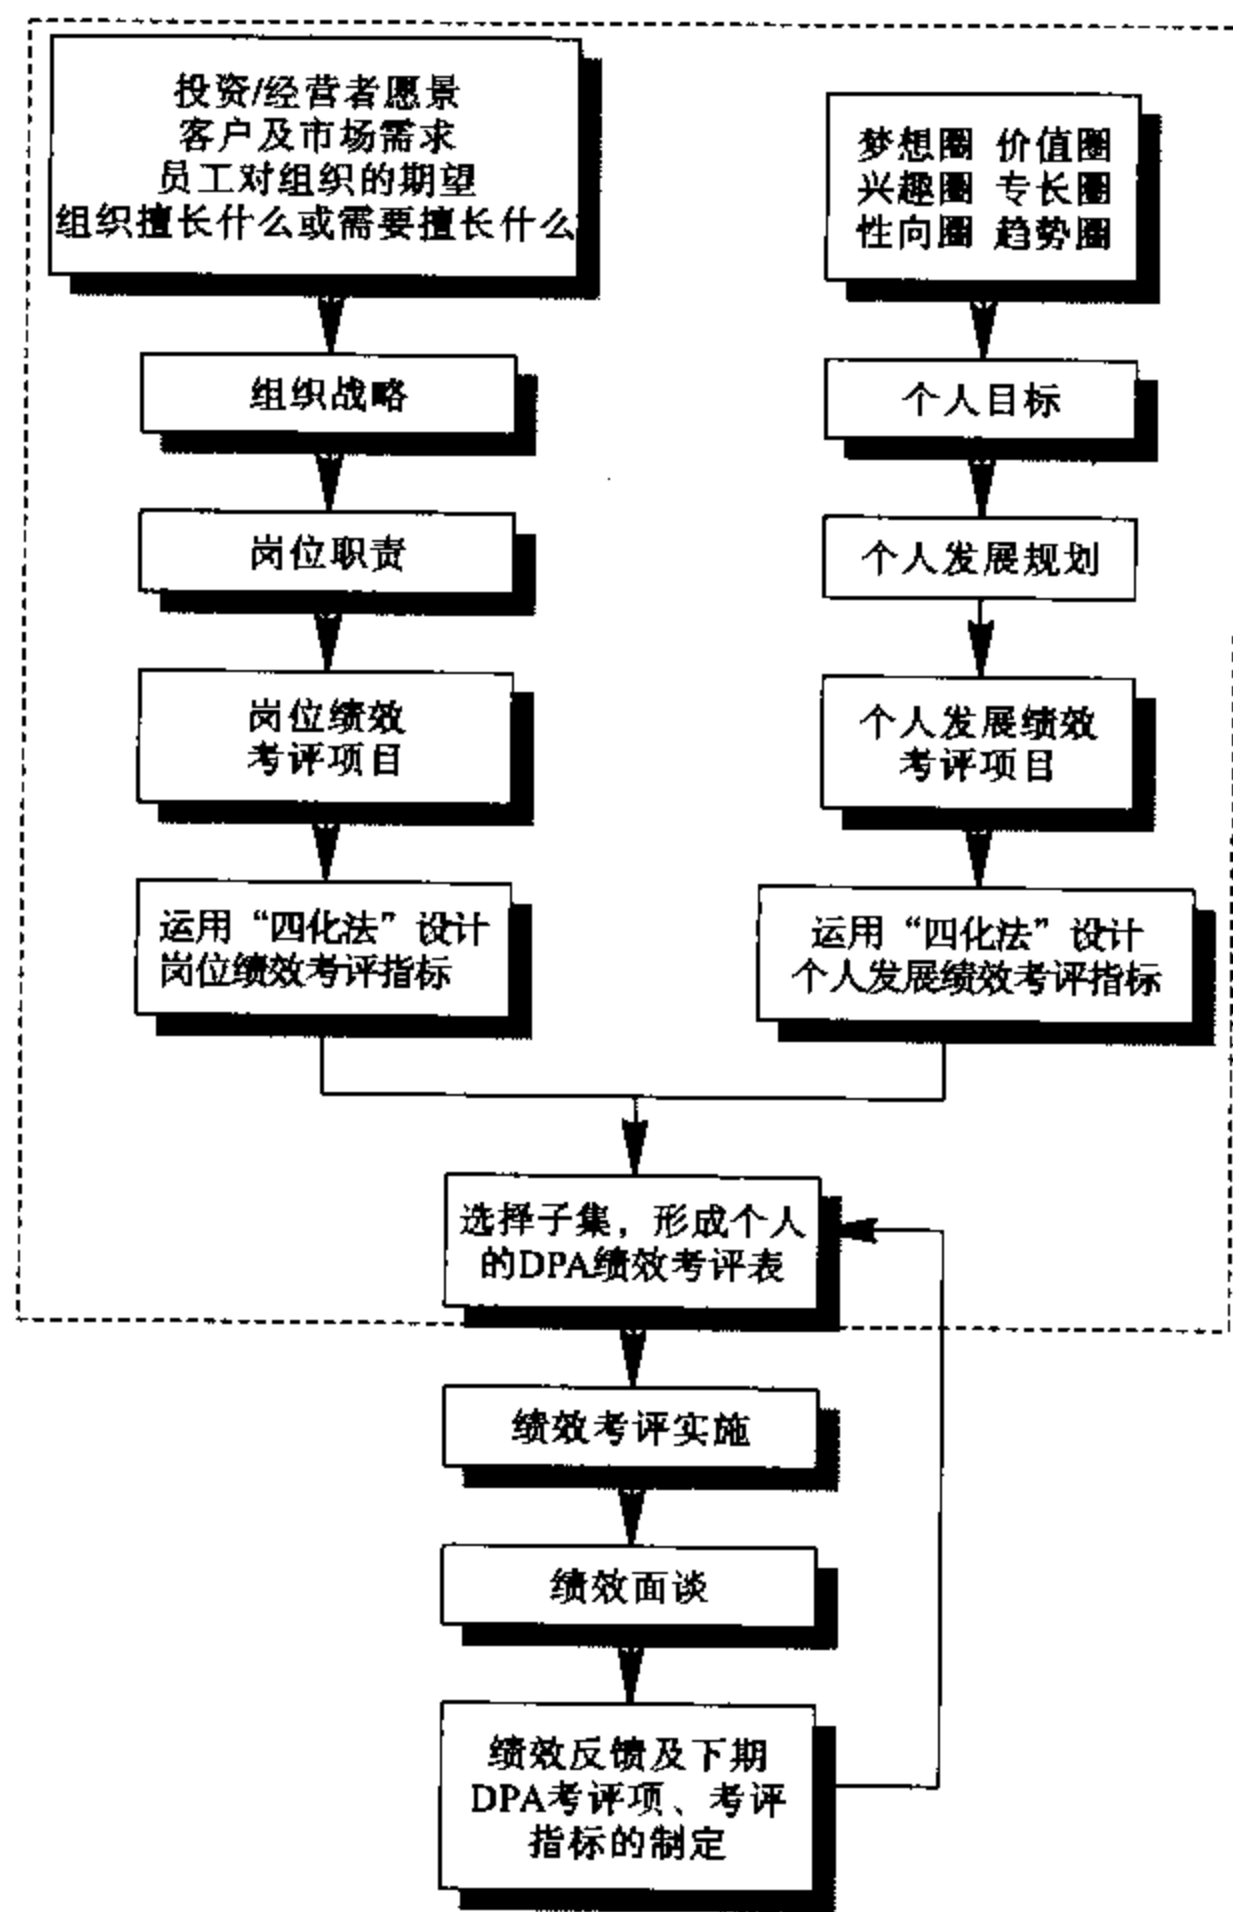 投资/经营者愿景
客户及市场需求
员工对组织的期望
组织擅长什么或需要擅长什么
梦想圈 价值圈
兴趣圈 专长圈
性向圈 趋势圈
组织战略
个人目标
岗位职责
个人发展规划
岗位绩效
考评项目
个人发展绩效
考评项目
运用“四化法”设计
岗位绩效考评指标
运用“四化法”设计
个人发展绩效考评指标
选择子集，形成个人
的DPA绩效考评表
绩效考评实施
绩效面谈
绩效反馈及下期
DPA考评项、考评
指标的制定